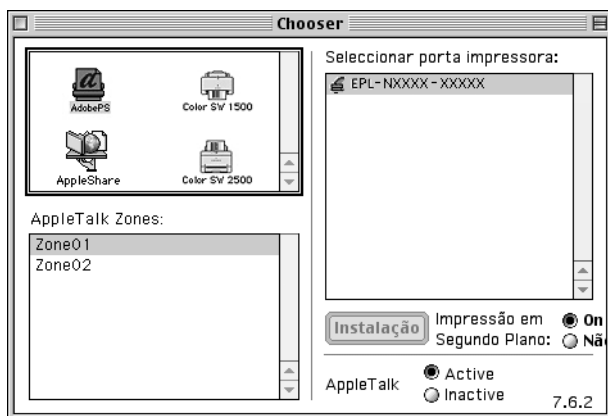 Chooser
AdobePS
Color SW 1500
AppleShare
Color SW 2500
AppleTalk Zones:
Zone01
Zone02
Seleccionar porta impressora:
EPL-NXXXX-XXXXX
Instalação
Impressão em
Segundo Plano:
On
Nã
AppleTalk
Active
Inactive
7.6.2